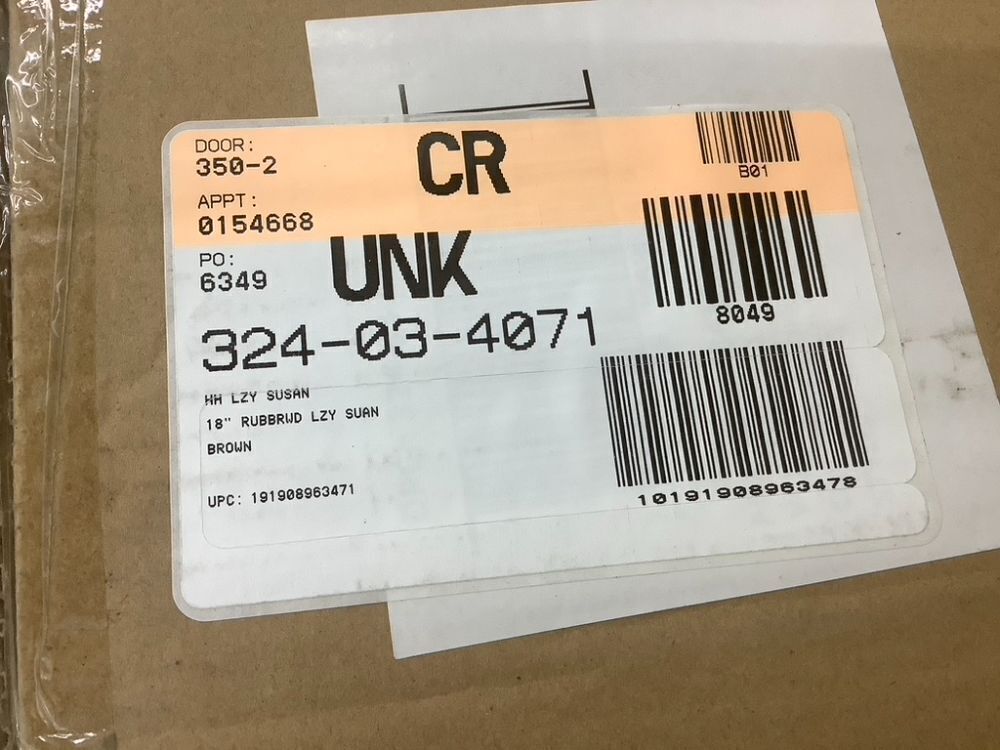 DOOR:
350-2
CR
B01
APPT:
0154668
PO:
6349
UNK
8049
324-03-4071
HH LZY SUSAN
18" RUBBRWD LZY SUAN
BROWN
UPC: 191908963471
10191908963478